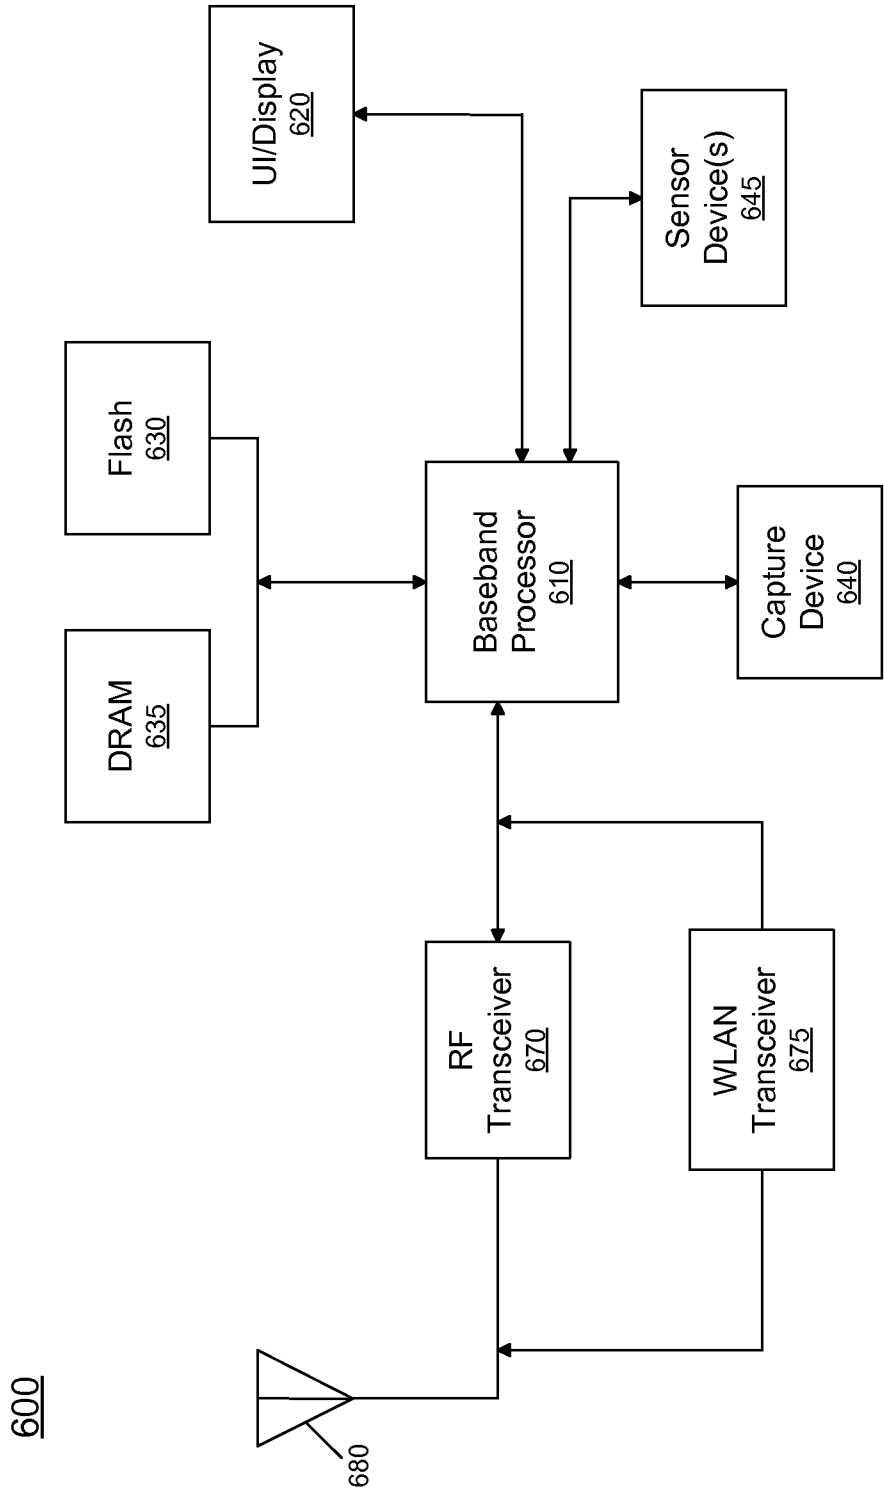 600
680
DRAM
635
Flash
630
UI/Display
620
RF
Transceiver
670
Baseband
Processor
610
WLAN
Transceiver
675
Capture
Device
640
Sensor
Device(s)
645